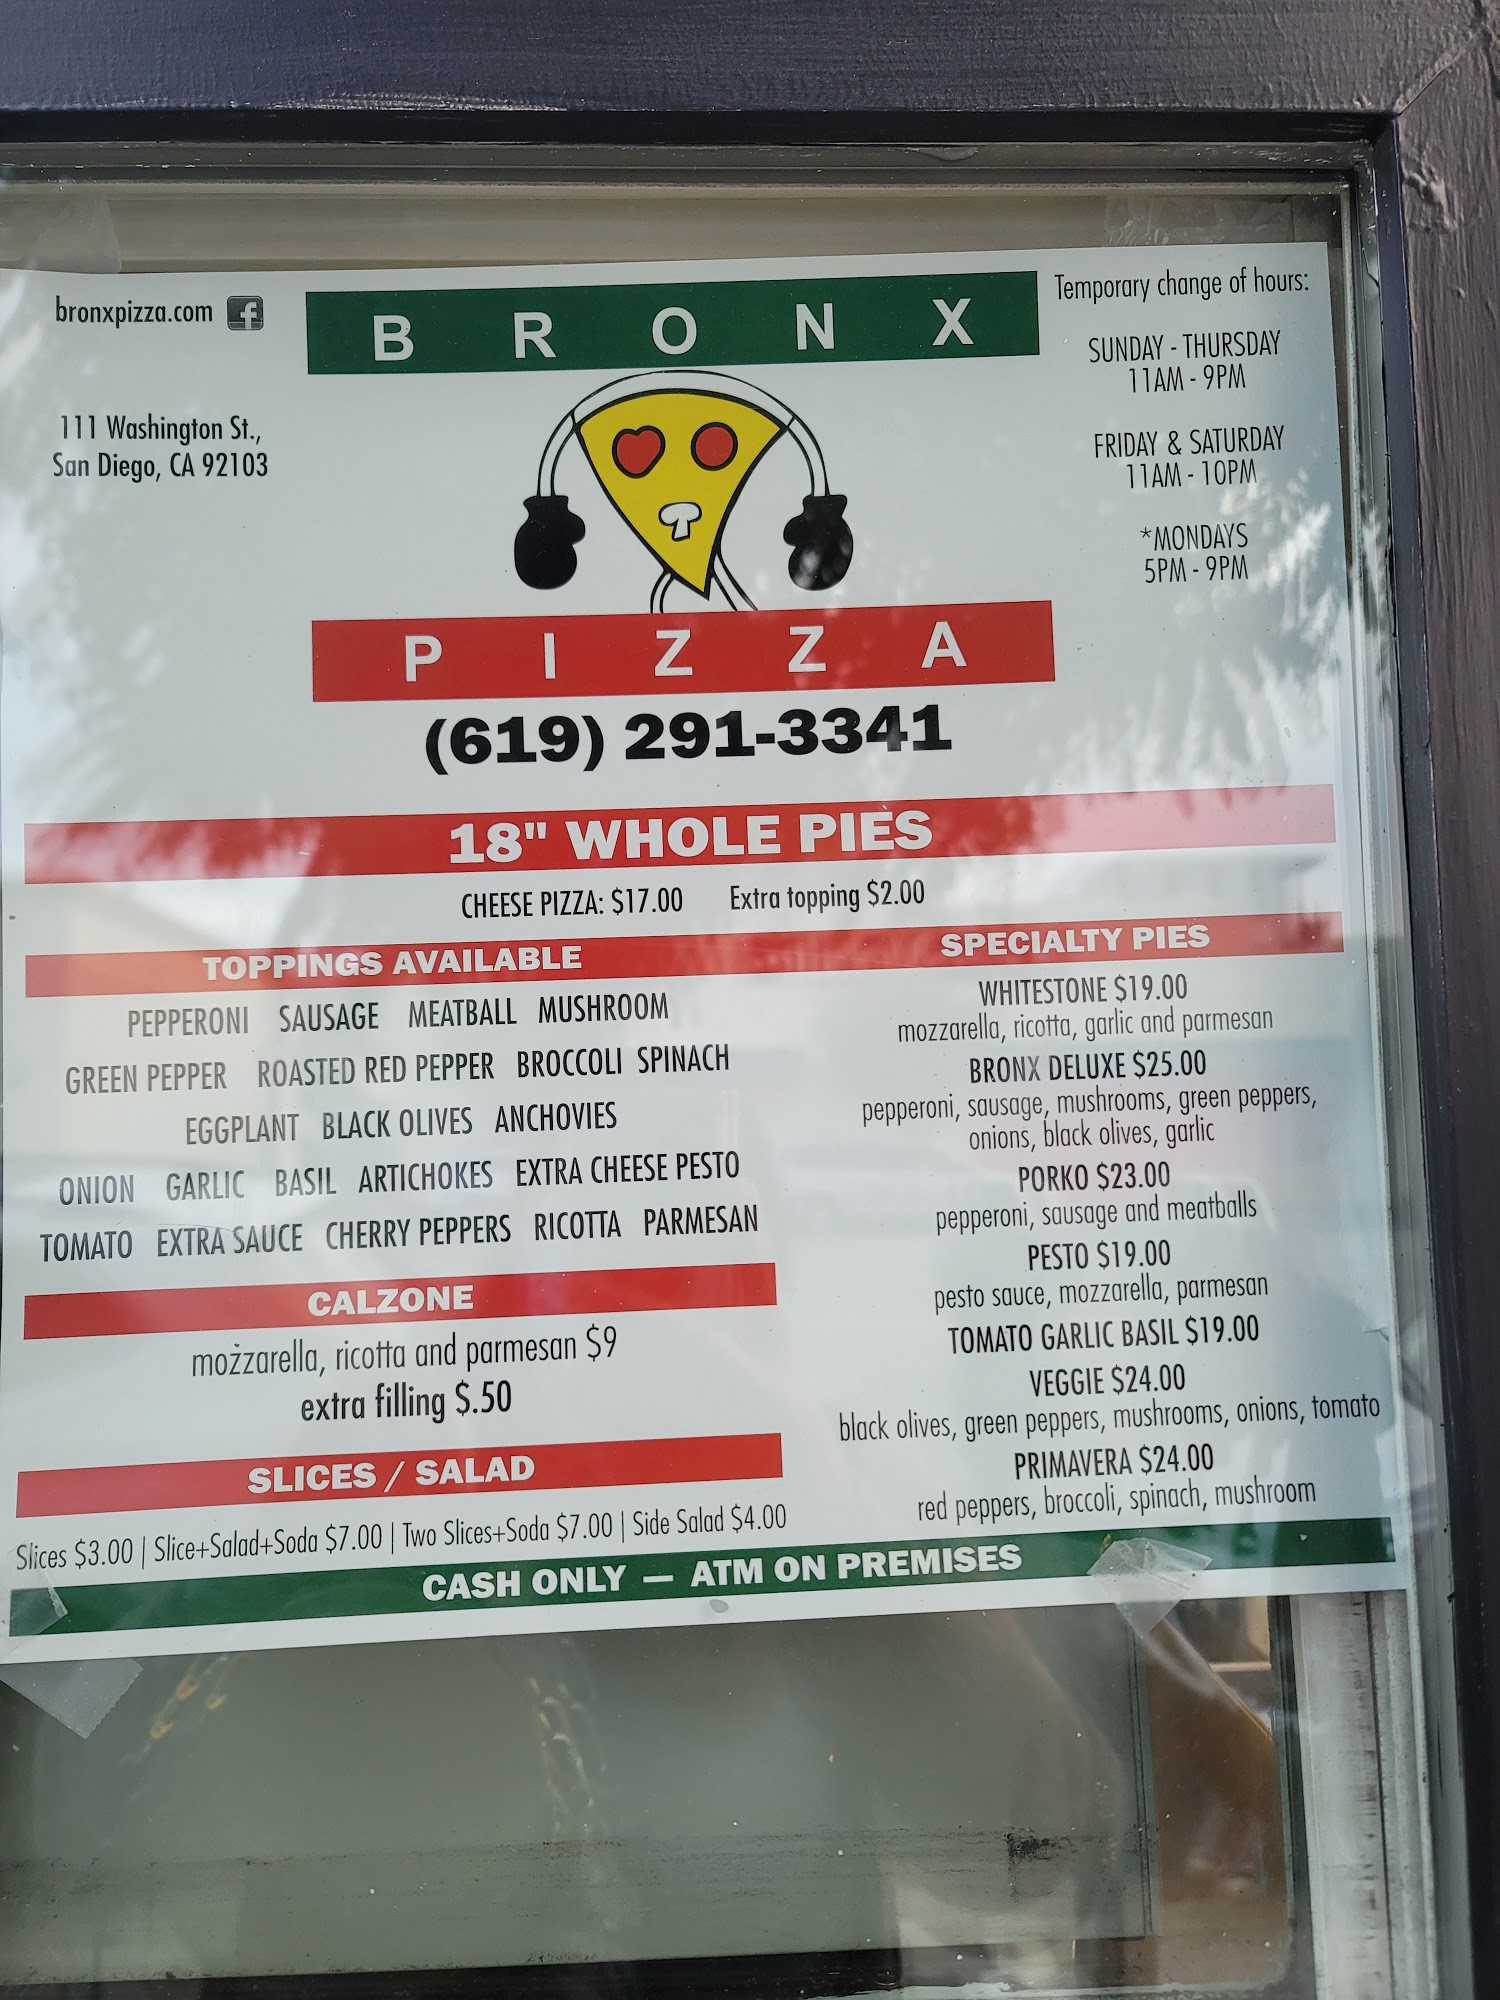 bronxpizza.com
111 Washington St.,
San Diego, CA 92103
BRONX
PIZZA
(619) 291-3341
Temporary change of hours:
SUNDAY - THURSDAY
11AM - 9PM
FRIDAY & SATURDAY
11AM - 10PM
*MONDAYS
5PM - 9PM
18" WHOLE PIES
CHEESE PIZZA: $17.00 Extra topping $2.00
TOPPINGS AVAILABLE
PEPPERONI SAUSAGE MEATBALL MUSHROOM
GREEN PEPPER ROASTED RED PEPPER BROCCOLI SPINACH
EGGPLANT BLACK OLIVES ANCHOVIES
ONION GARLIC BASIL ARTICHOKES EXTRA CHEESE PESTO
TOMATO EXTRA SAUCE CHERRY PEPPERS RICOTTA PARMESAN
CALZONE
mozzarella, ricotta and parmesan $9
extra filling $.50
SLICES / SALAD
Slices $3.00 | Slice+Salad+Soda $7.00 | Two Slices+Soda $7.00 | Side Salad $4.00
SPECIALTY PIES
WHITESTONE $19.00
mozzarella, ricotta, garlic and parmesan
BRONX DELUXE $25.00
pepperoni, sausage, mushrooms, green peppers,
onions, black olives, garlic
PORKO $23.00
pepperoni, sausage and meatballs
PESTO $19.00
pesto sauce, mozzarella, parmesan
TOMATO GARLIC BASIL $19.00
VEGGIE $24.00
black olives, green peppers, mushrooms, onions, tomato
PRIMAVERA $24.00
red peppers, broccoli, spinach, mushroom
CASH ONLY — ATM ON PREMISES